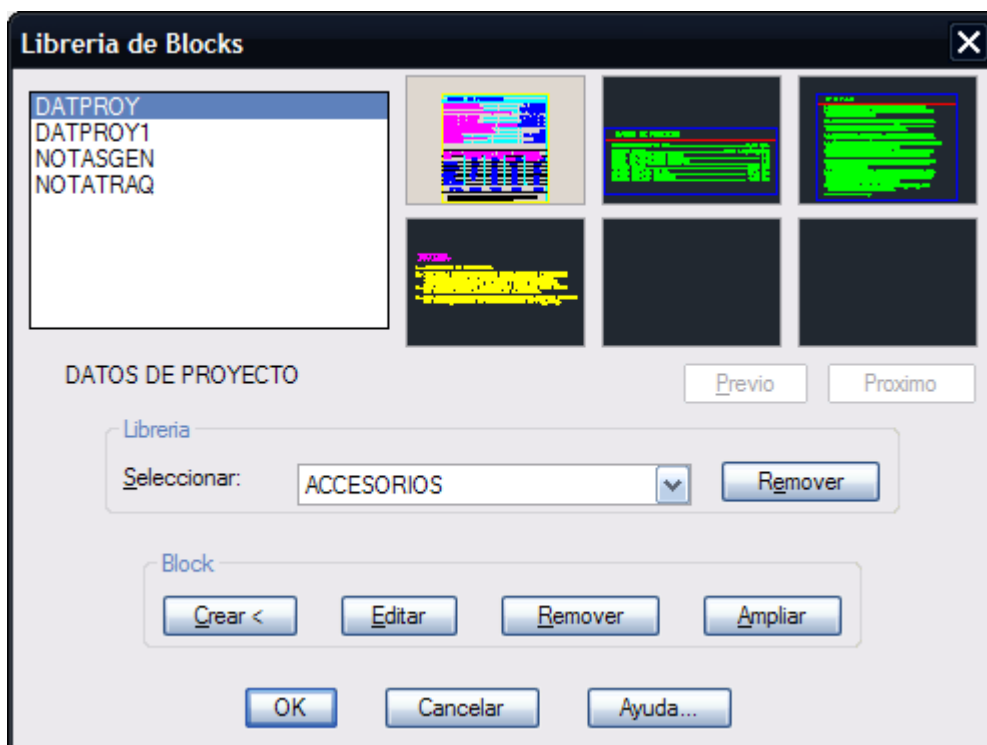 Libreria de Blocks
DATPROY
DATPROY1
NOTASGEN
NOTATRAQ
DATOS DE PROYECTO
Previo
Proximo
Libreria
Seleccionar:
ACCESORIOS
Remover
Block
Crear <
Editar
Remover
Ampliar
OK
Cancelar
Ayuda...